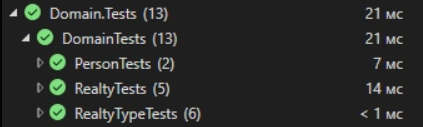 Domain.Tests (13) 21 мс
DomainTests (13) 21 мс
PersonTests (2) 7 мс
RealtyTests (5) 14 мс
RealtyTypeTests (6) < 1 мс